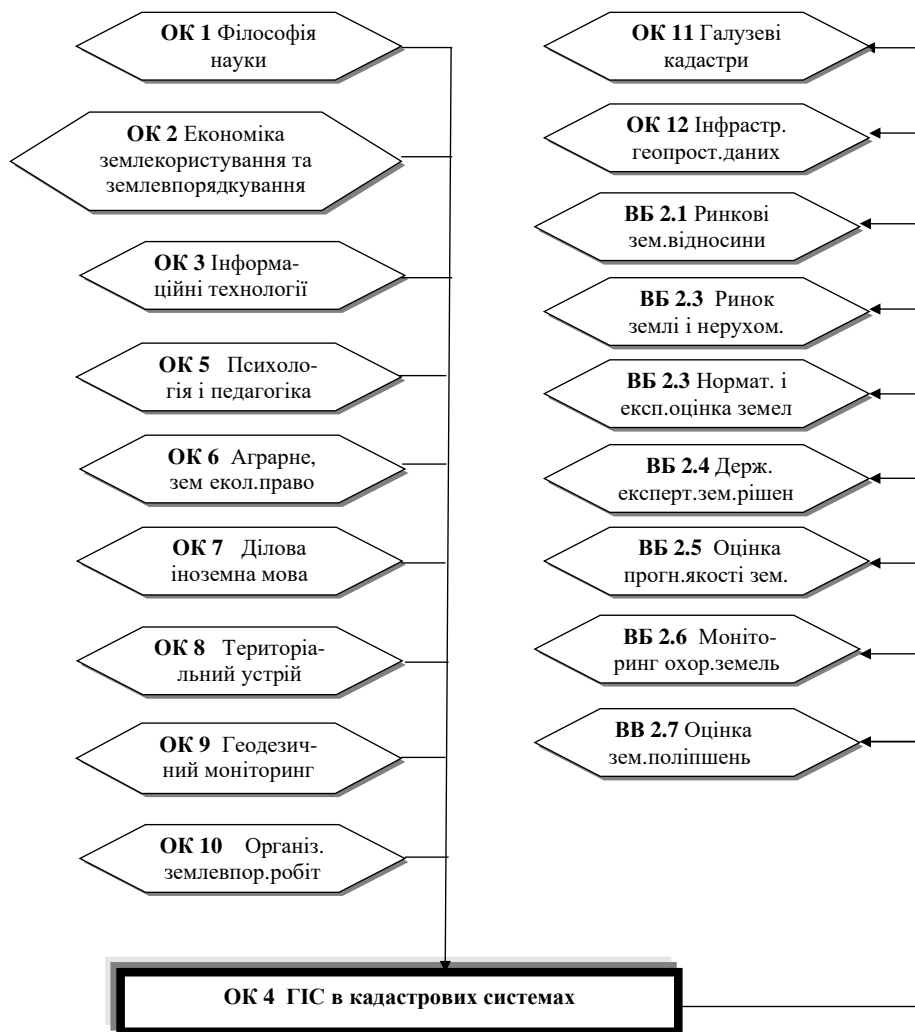 ОК 1 Філософія
науки
ОК 2 Економіка
землекористування та
землевпорядкування
ОК 3 Інформа-
ційні технології
ОК 5 Психоло-
гія і педагогіка
ОК 6 Аграрне,
зем екол.право
ОК 7 Ділова
іноземна мова
ОК 8 Територіа-
льний устрій
ОК 9 Геодезич-
ний моніторинг
ОК 10 Організ.
землевпор.робіт
ОК 11 Галузеві
кадастри
ОК 12 Інфрастр.
геопрост.даних
ВБ 2.1 Ринкові
зем.відносини
ВБ 2.3 Ринок
землі і нерухом.
ВБ 2.3 Нормат. і
експ.оцінка земел
ВБ 2.4 Держ.
експерт.зем.рішен
ВБ 2.5 Оцінка
прогн.якості зем.
ВБ 2.6 Моніто-
ринг охор.земель
ВВ 2.7 Оцінка
зем.поліпшень
ОК 4 ГІС в кадастрових системах